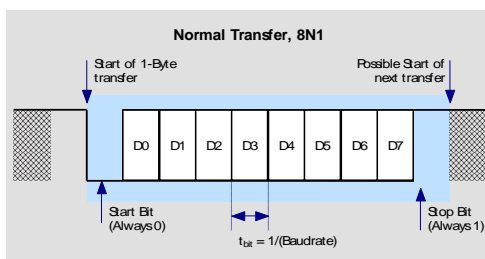 Normal Transfer, 8N1
Start of 1-Byte
transfer
Possible Start of
next transfer
D0 D1 D2 D3 D4 D5 D6 D7
Start Bit
(Always 0)
Stop Bit
(Always 1)
t_bit = 1/(Baudrate)